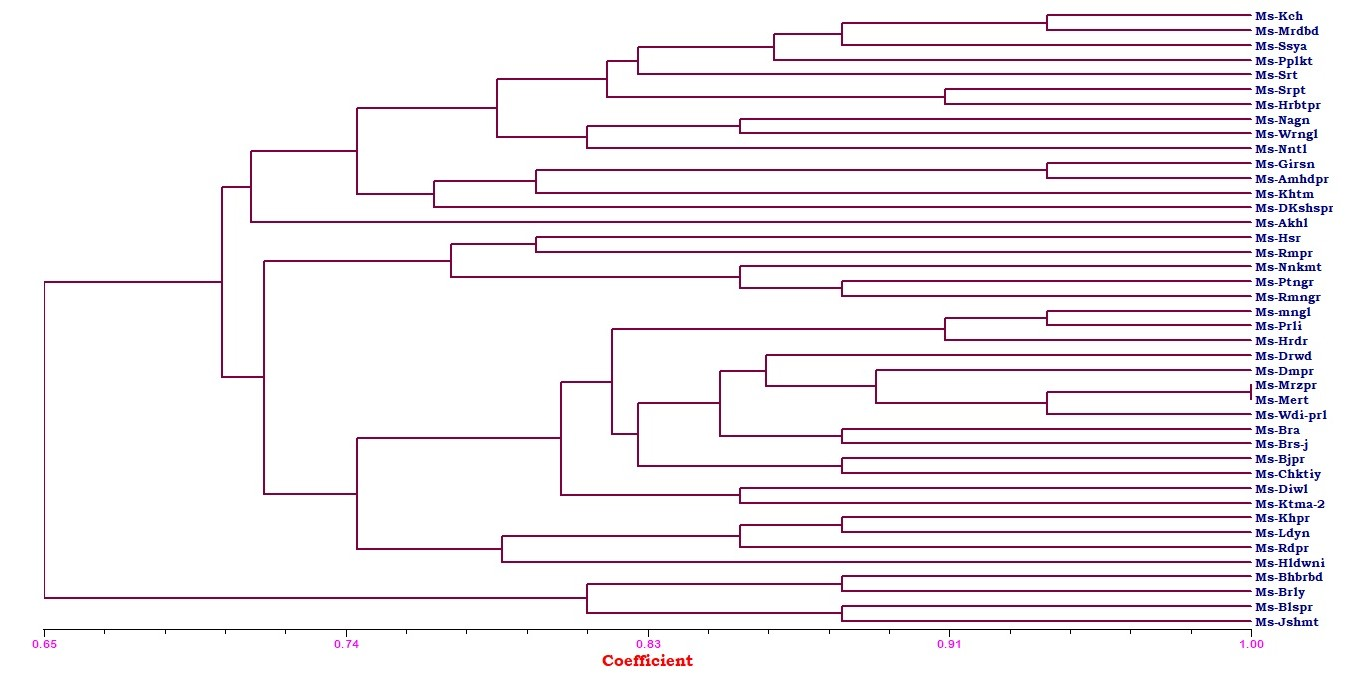 Ms-Kch
Ms-Mrdbd
Ms-Ssya
Ms-Pplkt
Ms-Srt
Ms-Srpt
Ms-Hrbtpr
Ms-Nagn
Ms-Wrngl
Ms-Nntl
Ms-Girsn
Ms-Amhdpr
Ms-Khtm
Ms-DKshspr
Ms-Akhl
Ms-Hsr
Ms-Rmpr
Ms-Nnkmt
Ms-Ptngr
Ms-Rmngr
Ms-mngl
Ms-Prli
Ms-Hrdr
Ms-Drwd
Ms-Dmpr
Ms-Mrzpr
Ms-Mert
Ms-Wdi-prl
Ms-Bra
Ms-Brs-j
Ms-Bjpr
Ms-Chktiy
Ms-Diwl
Ms-Ktma-2
Ms-Khpr
Ms-Ldyn
Ms-Rdpr
Ms-Hldwni
Ms-Bhbrbd
Ms-Brly
Ms-Blspr
Ms-Jshmt
0.65 0.74 0.83 0.91 1.00
Coefficient